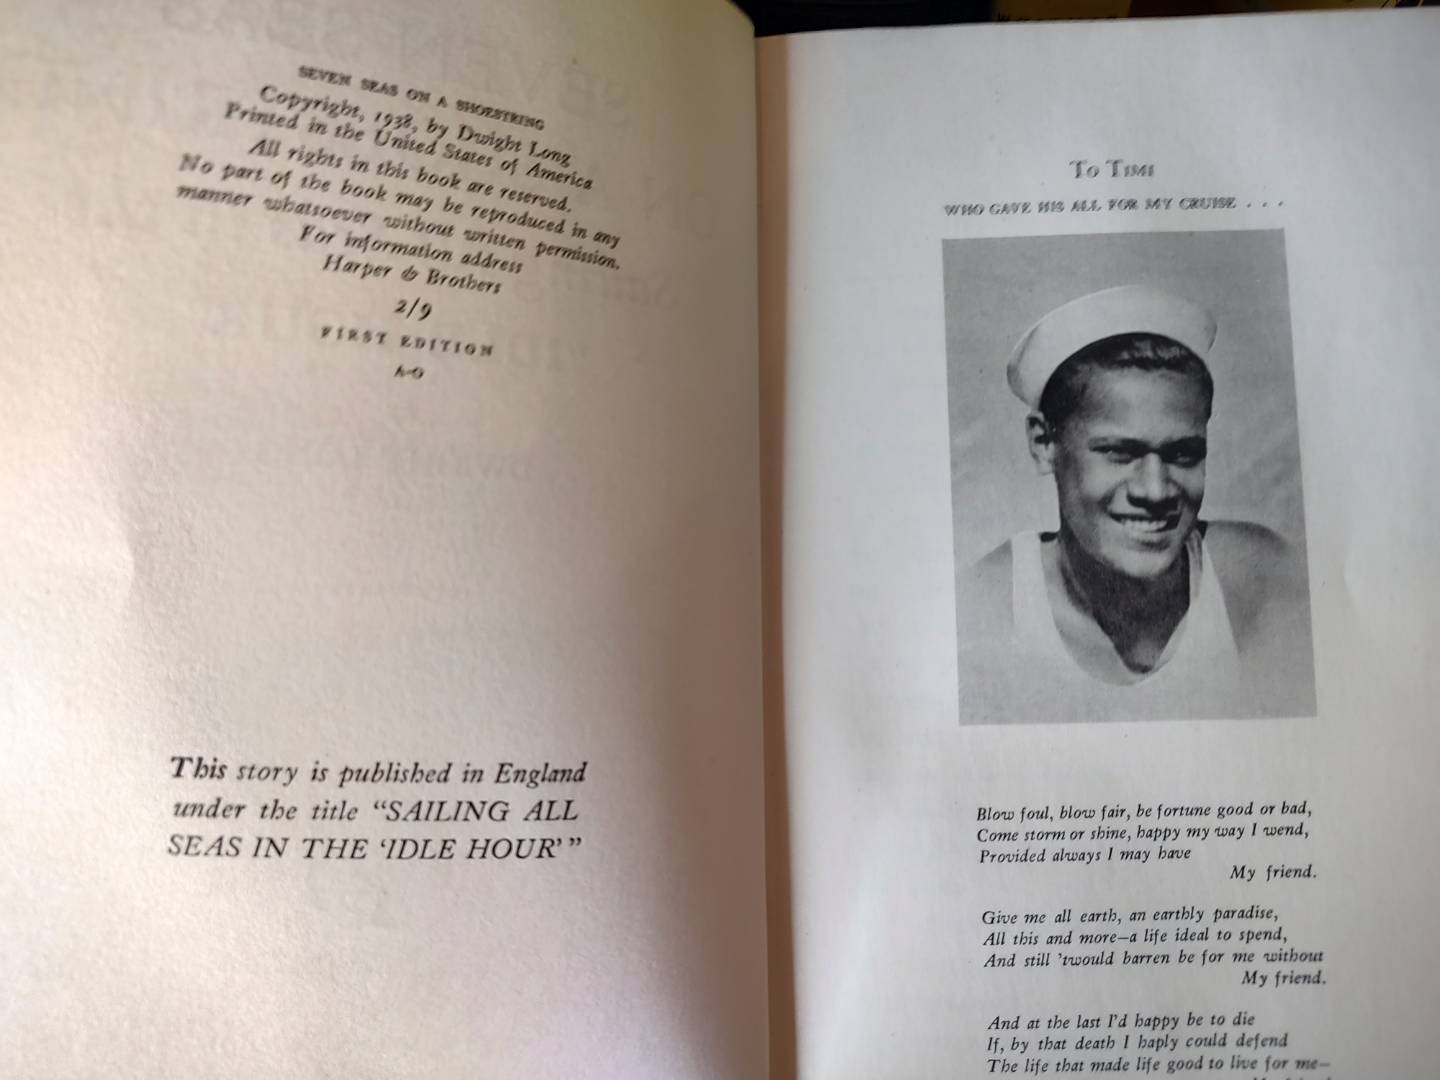 SEVEN SEAS ON A SHOESTRING
Copyright, 1938, by Dwight Long
Printed in the United States of America
All rights in this book are reserved.
No part of the book may be reproduced in any
manner whatsoever without written permission.
For information address
Harper & Brothers
2/9
FIRST EDITION
A-O
This story is published in England
under the title “SAILING ALL
SEAS IN THE ‘IDLE HOUR’”
To Timi
WHO GAVE HIS ALL FOR MY CRUISE . . .
Blow foul, blow fair, be fortune good or bad,
Come storm or shine, happy my way I wend,
Provided always I may have
My friend.
Give me all earth, an earthly paradise,
All this and more—a life ideal to spend,
And still ’twould barren be for me without
My friend.
And at the last I’d happy be to die
If, by that death I haply could defend
The life that made life good to live for me—